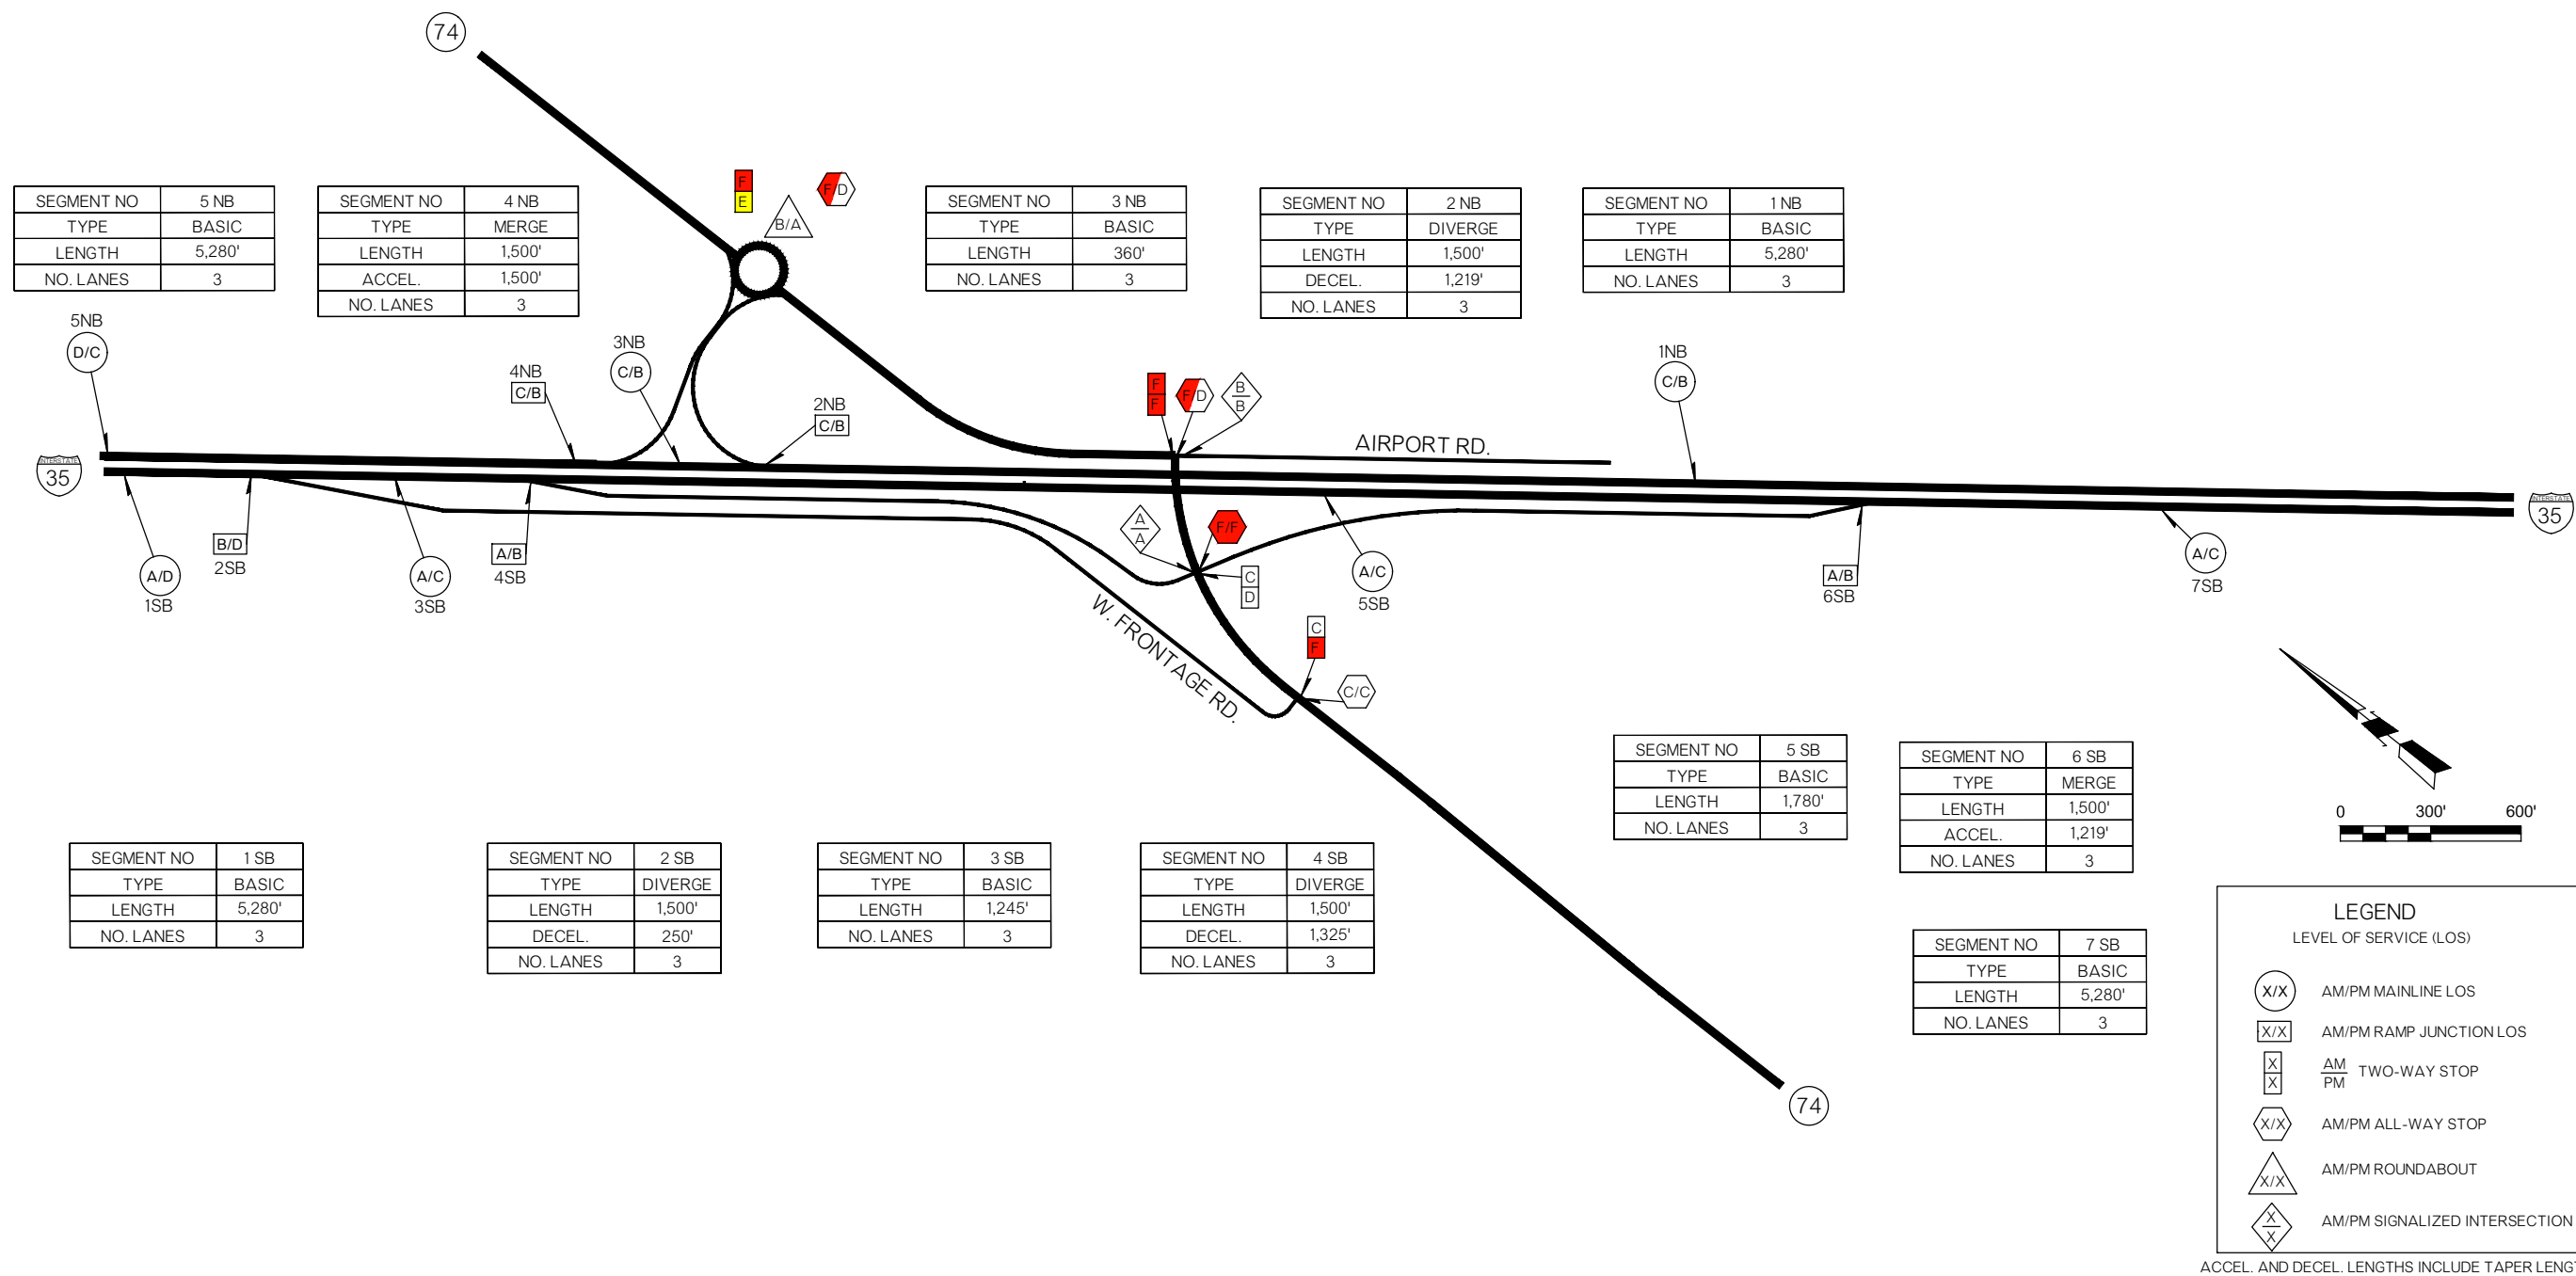 74
SEGMENT NO 5 NB
TYPE BASIC
LENGTH 5,280'
NO. LANES 3
SEGMENT NO 4 NB
TYPE MERGE
LENGTH 1,500'
ACCEL. 1,500'
NO. LANES 3
F
E
B/A
F/D
SEGMENT NO 3 NB
TYPE BASIC
LENGTH 360'
NO. LANES 3
SEGMENT NO 2 NB
TYPE DIVERGE
LENGTH 1,500'
DECEL. 1,219'
NO. LANES 3
SEGMENT NO 1 NB
TYPE BASIC
LENGTH 5,280'
NO. LANES 3
5NB
D/C
4NB
C/B
3NB
C/B
2NB
C/B
F
F
F/D
B
B
1NB
C/B
AIRPORT RD.
INTERSTATE
35
INTERSTATE
35
A/D
1SB
B/D
2SB
A/C
3SB
A/B
4SB
A
A
F/F
C
D
A/C
5SB
A/B
6SB
A/C
7SB
W. FRONTAGE RD.
C
F
C/C
SEGMENT NO 5 SB
TYPE BASIC
LENGTH 1,780'
NO. LANES 3
SEGMENT NO 6 SB
TYPE MERGE
LENGTH 1,500'
ACCEL. 1,219'
NO. LANES 3
0 300' 600'
SEGMENT NO 1 SB
TYPE BASIC
LENGTH 5,280'
NO. LANES 3
SEGMENT NO 2 SB
TYPE DIVERGE
LENGTH 1,500'
DECEL. 250'
NO. LANES 3
SEGMENT NO 3 SB
TYPE BASIC
LENGTH 1,245'
NO. LANES 3
SEGMENT NO 4 SB
TYPE DIVERGE
LENGTH 1,500'
DECEL. 1,325'
NO. LANES 3
SEGMENT NO 7 SB
TYPE BASIC
LENGTH 5,280'
NO. LANES 3
74
LEGEND
LEVEL OF SERVICE (LOS)
X/X AM/PM MAINLINE LOS
X/X AM/PM RAMP JUNCTION LOS
X
X
AM
PM
TWO-WAY STOP
X/X AM/PM ALL-WAY STOP
X/X AM/PM ROUNDABOUT
X
X
AM/PM SIGNALIZED INTERSECTION
ACCEL. AND DECEL. LENGTHS INCLUDE TAPER LENG